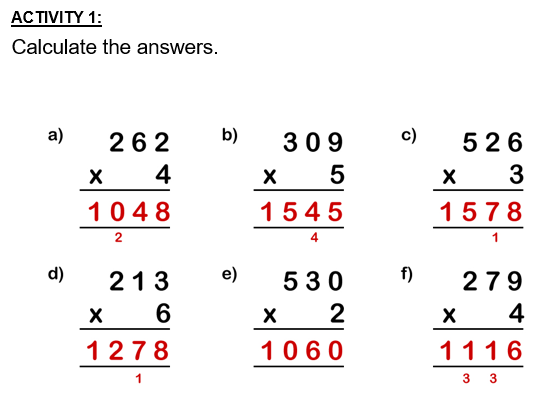 ACTIVITY 1:
Calculate the answers.
a) 262 b) 309 c) 526
x 4 x 5 x 3
1048 1545 1578
2 4 1
d) 213 e) 530 f) 279
x 6 x 2 x 4
1278 1060 1116
1 3 3